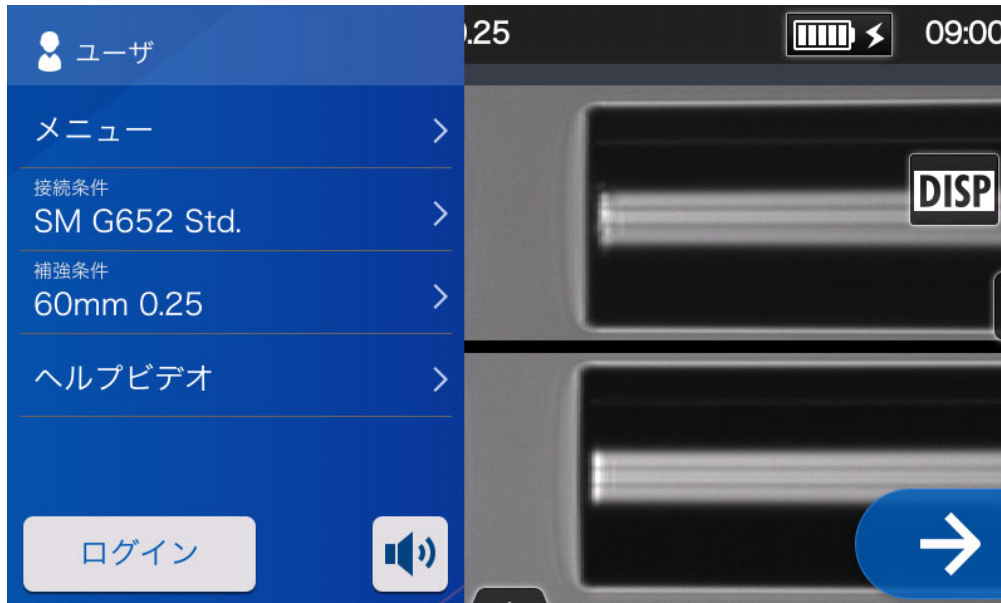 ユーザ
.25
09:00
メニュー
接続条件
SM G652 Std.
DISP
補強条件
60mm 0.25
ヘルプビデオ
ログイン